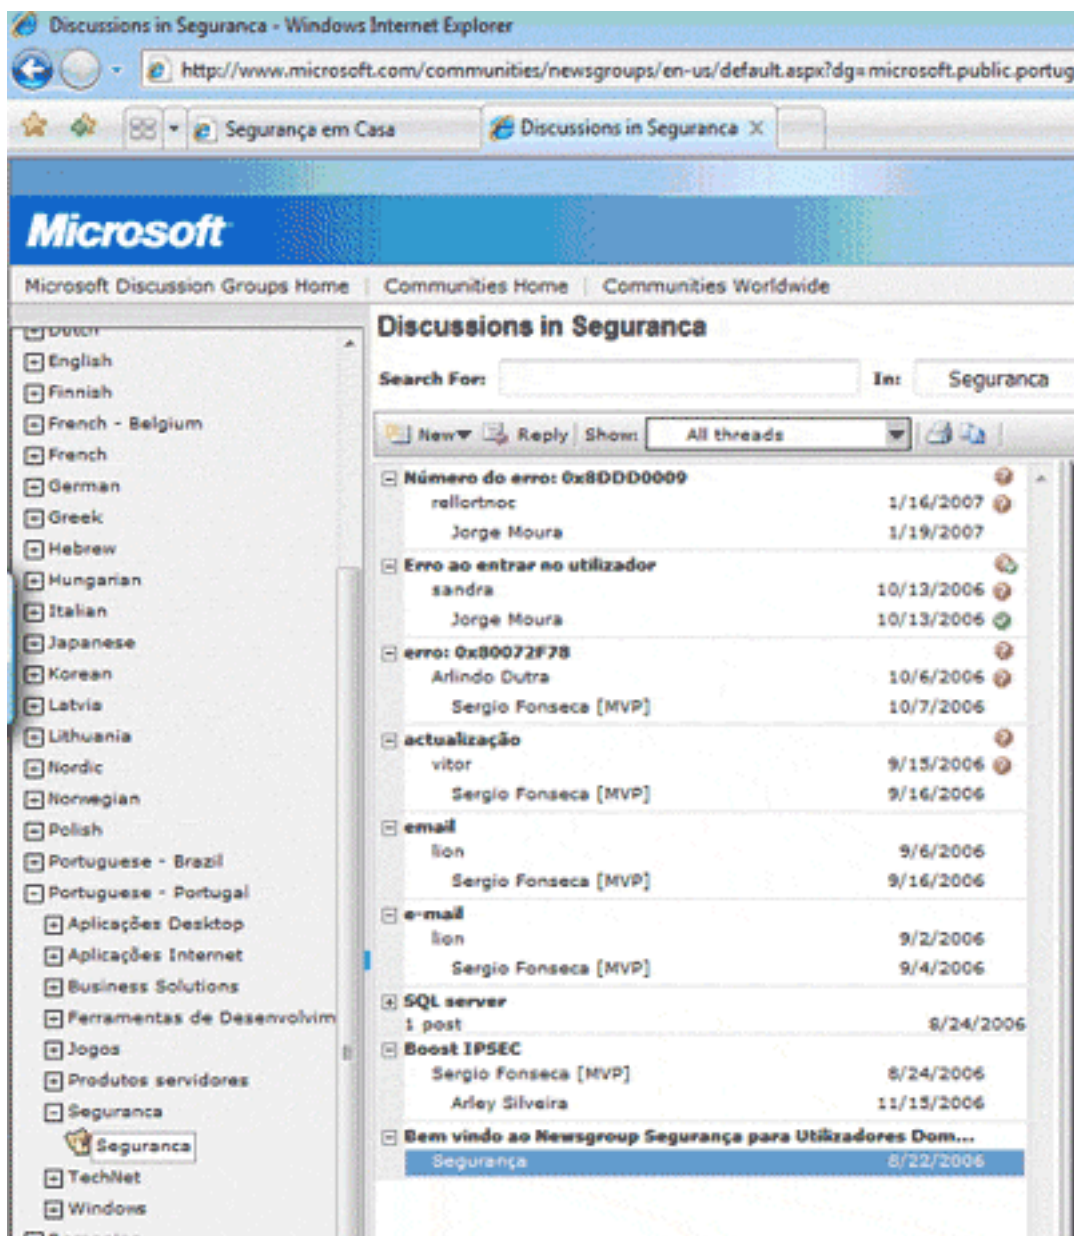 Discussions in Seguranca - Windows Internet Explorer
http://www.microsoft.com/communities/newsgroups/en-us/default.aspx?dg=microsoft.public.portug
Segurança em Casa
Discussions in Seguranca X
Microsoft
Microsoft Discussion Groups Home | Communities Home | Communities Worldwide
Dutch
English
Finnish
French - Belgium
French
German
Greek
Hebrew
Hungarian
Italian
Japanese
Korean
Latvia
Lithuania
Nordic
Norwegian
Polish
Portuguese - Brazil
Portuguese - Portugal
Aplicações Desktop
Aplicações Internet
Business Solutions
Ferramentas de Desenvolvim
Jogos
Produtos servidores
Seguranca
Seguranca
TechNet
Windows
Discussions in Seguranca
Search For: In: Seguranca
New Reply Show: All threads
Número do erro: 0x8DDD0009
rellortnoc 1/16/2007
Jorge Moura 1/19/2007
Erro ao entrar no utilizador
sandra 10/13/2006
Jorge Moura 10/13/2006
erro: 0x80072F78
Arlindo Dutra 10/6/2006
Sergio Fonseca [MVP] 10/7/2006
actualização
vitor 9/15/2006
Sergio Fonseca [MVP] 9/16/2006
email
lion 9/6/2006
Sergio Fonseca [MVP] 9/16/2006
e-mail
lion 9/2/2006
Sergio Fonseca [MVP] 9/4/2006
SQL server
1 post 8/24/2006
Boost IPSEC
Sergio Fonseca [MVP] 8/24/2006
Arley Silveira 11/15/2006
Bem vindo ao Newsgroup Segurança para Utilizadores Dom...
Segurança 8/22/2006